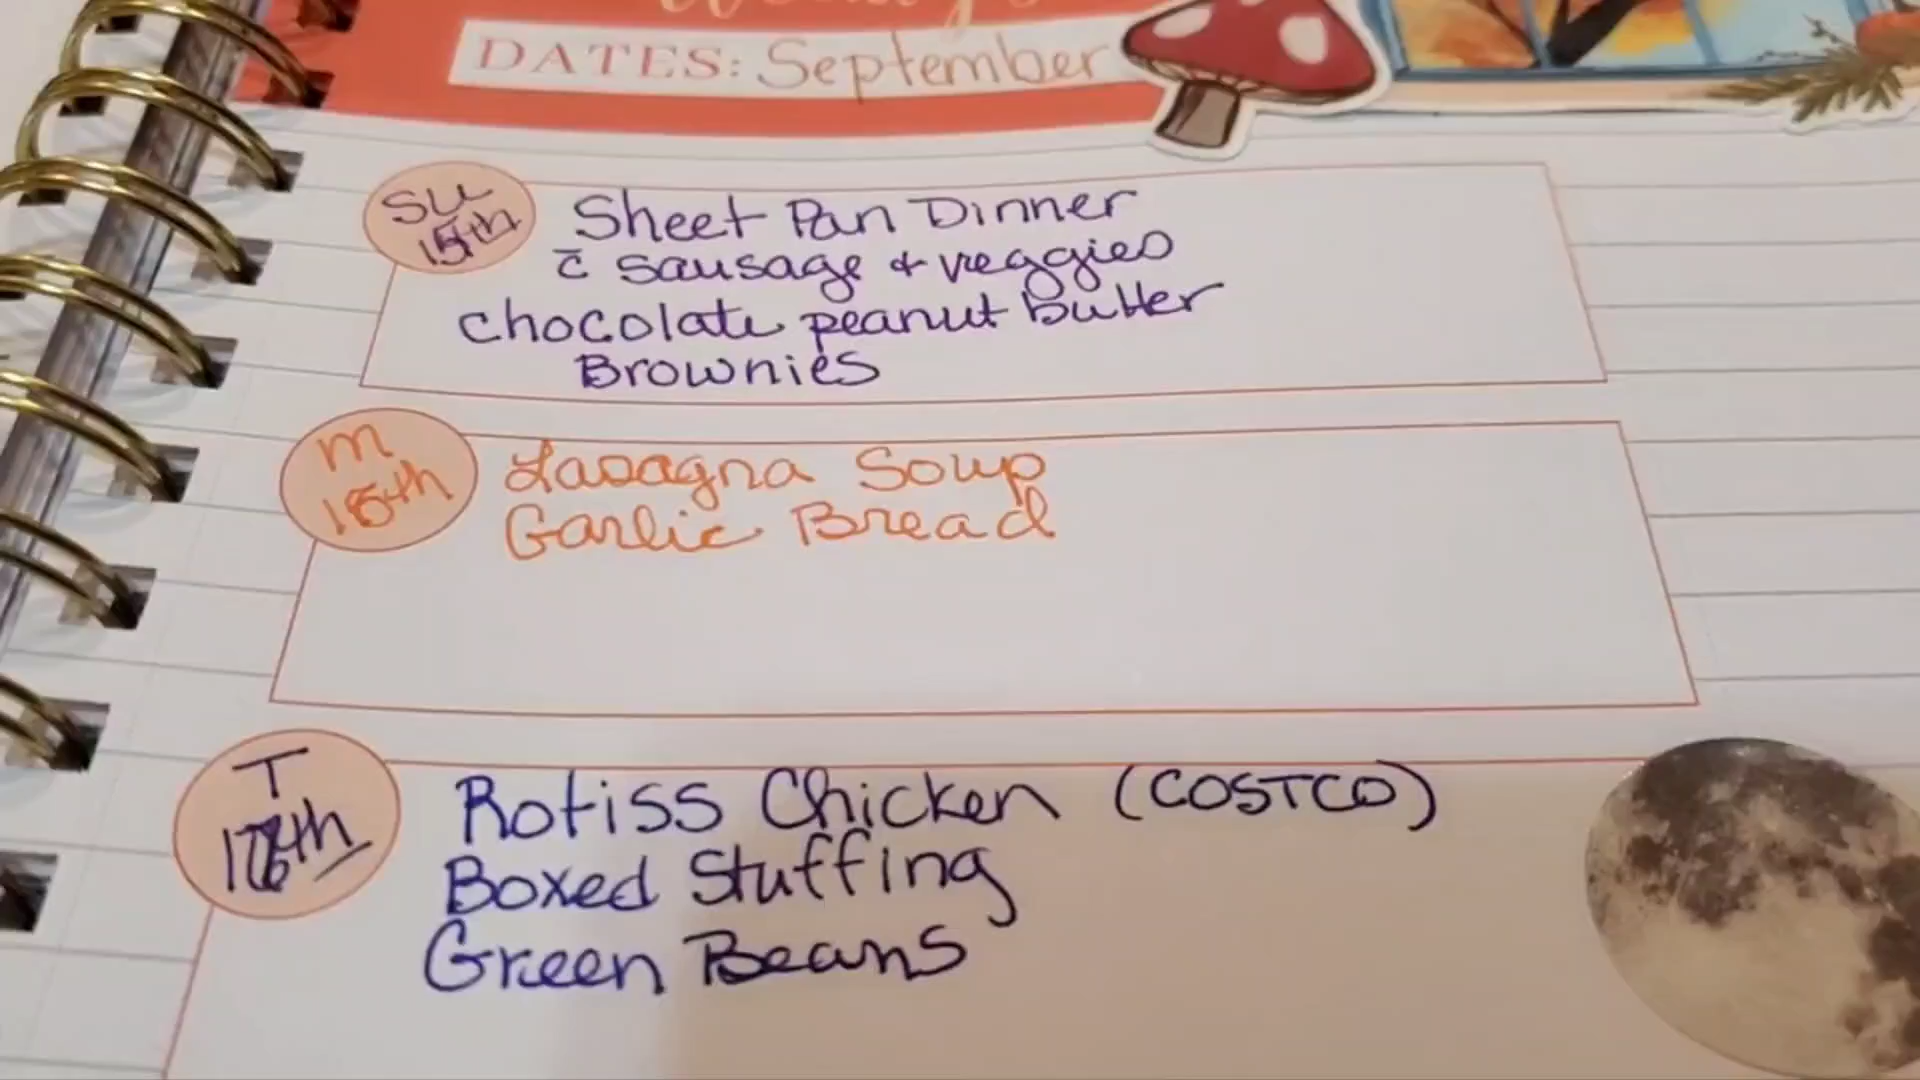 DATES: September
Su
15th
Sheet Pan Dinner
c̄ sausage & veggies
Chocolate peanut butter
Brownies
M
16th
Lasagna Soup
Garlic Bread
T
17th
Rotiss Chicken (COSTCO)
Boxed Stuffing
Green Beans